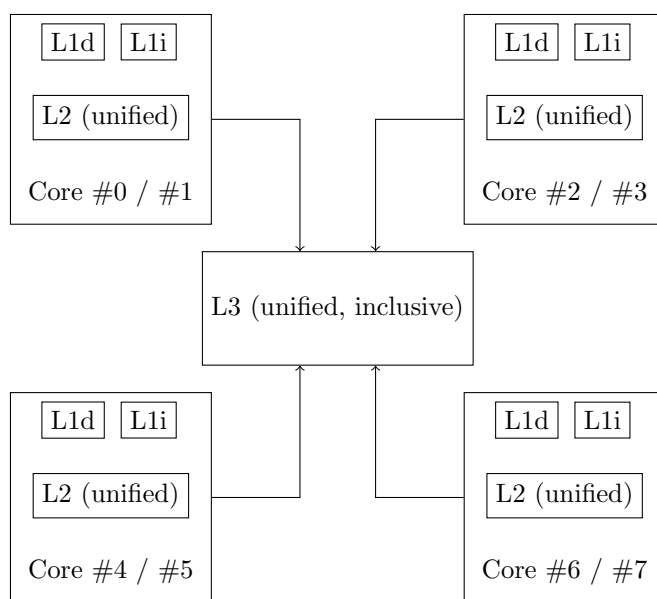 L1d L1i
L2 (unified)
Core #0 / #1
L1d L1i
L2 (unified)
Core #2 / #3
L3 (unified, inclusive)
L1d L1i
L2 (unified)
Core #4 / #5
L1d L1i
L2 (unified)
Core #6 / #7